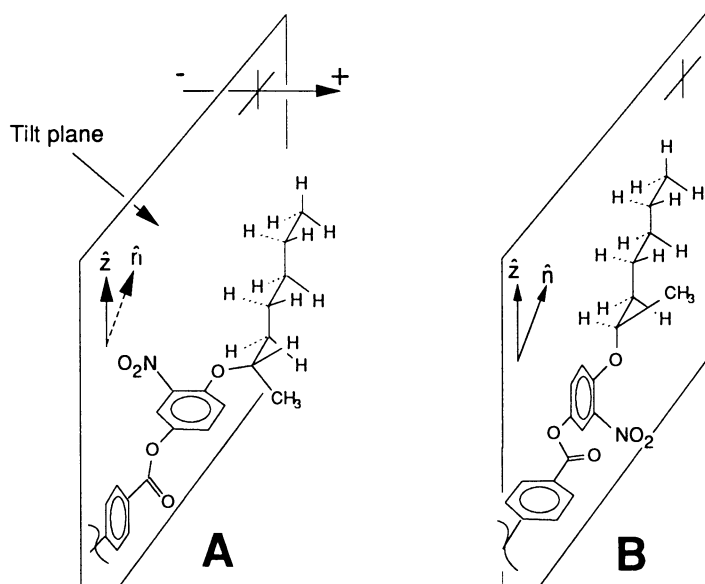 - +
Tilt plane
ẑ n̂
H
H H
H H
H H
H H
H H
O₂N O CH₃
O
O
A
H
H H
H H
H H
H H
ẑ n̂
CH₃
H H
O
O NO₂
O
B